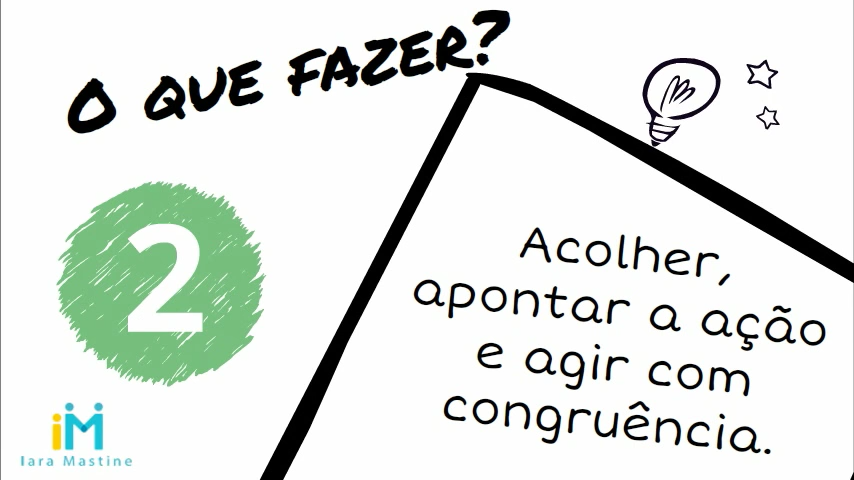 O QUE FAZER?
2
Acolher,
apontar a ação
e agir com
congruência.
iM
Iara Mastine